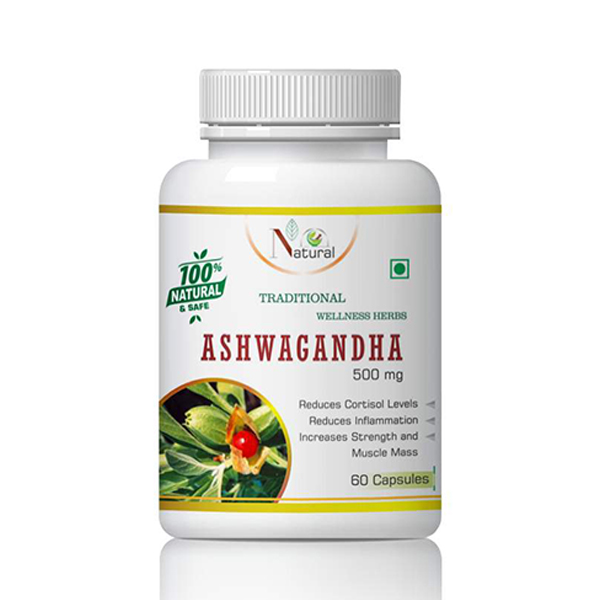 Natural
100%
NATURAL
& SAFE
TRADITIONAL
WELLNESS HERBS
ASHWAGANDHA
500 mg
Reduces Cortisol Levels
Reduces Inflammation
Increases Strength and
Muscle Mass
60 Capsules